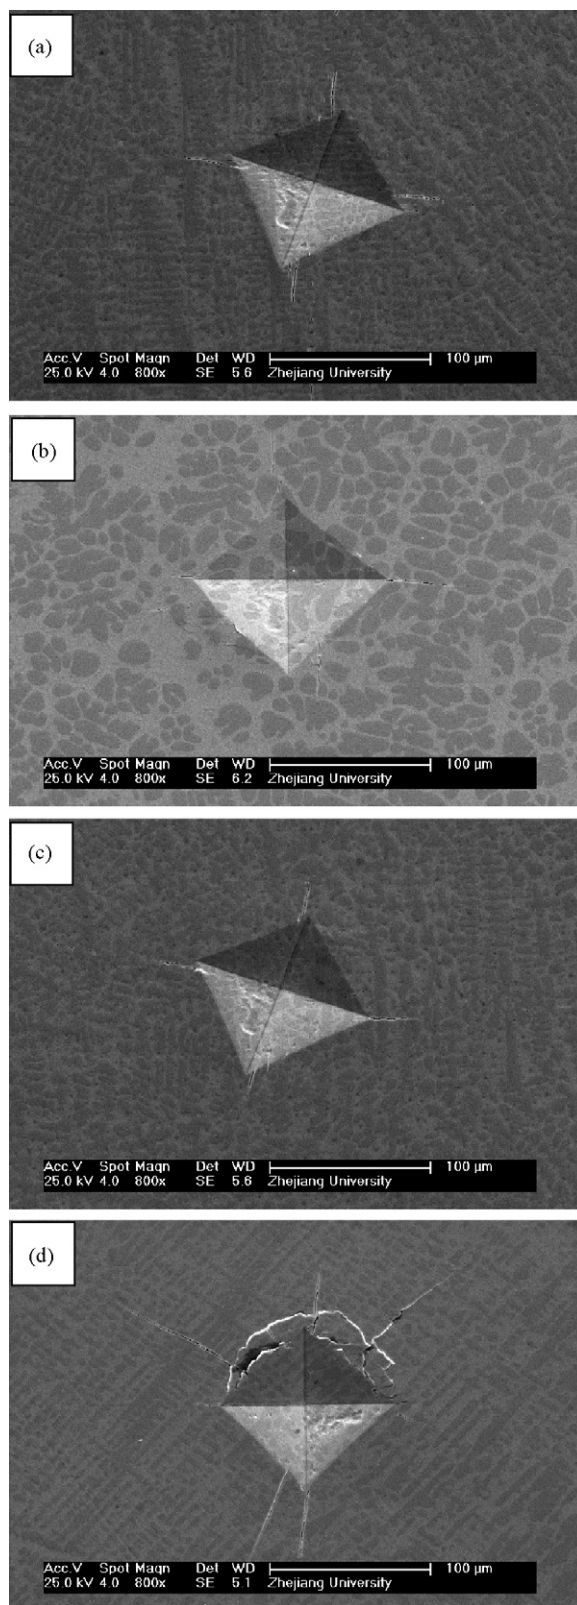 (a)
Acc.V Spot Magn Det WD 100 µm
25.0 kV 4.0 800x SE 5.6 Zhejiang University
(b)
Acc.V Spot Magn Det WD 100 µm
25.0 kV 4.0 800x SE 6.2 Zhejiang University
(c)
Acc.V Spot Magn Det WD 100 µm
25.0 kV 4.0 800x SE 5.6 Zhejiang University
(d)
Acc.V Spot Magn Det WD 100 µm
25.0 kV 4.0 800x SE 5.1 Zhejiang University